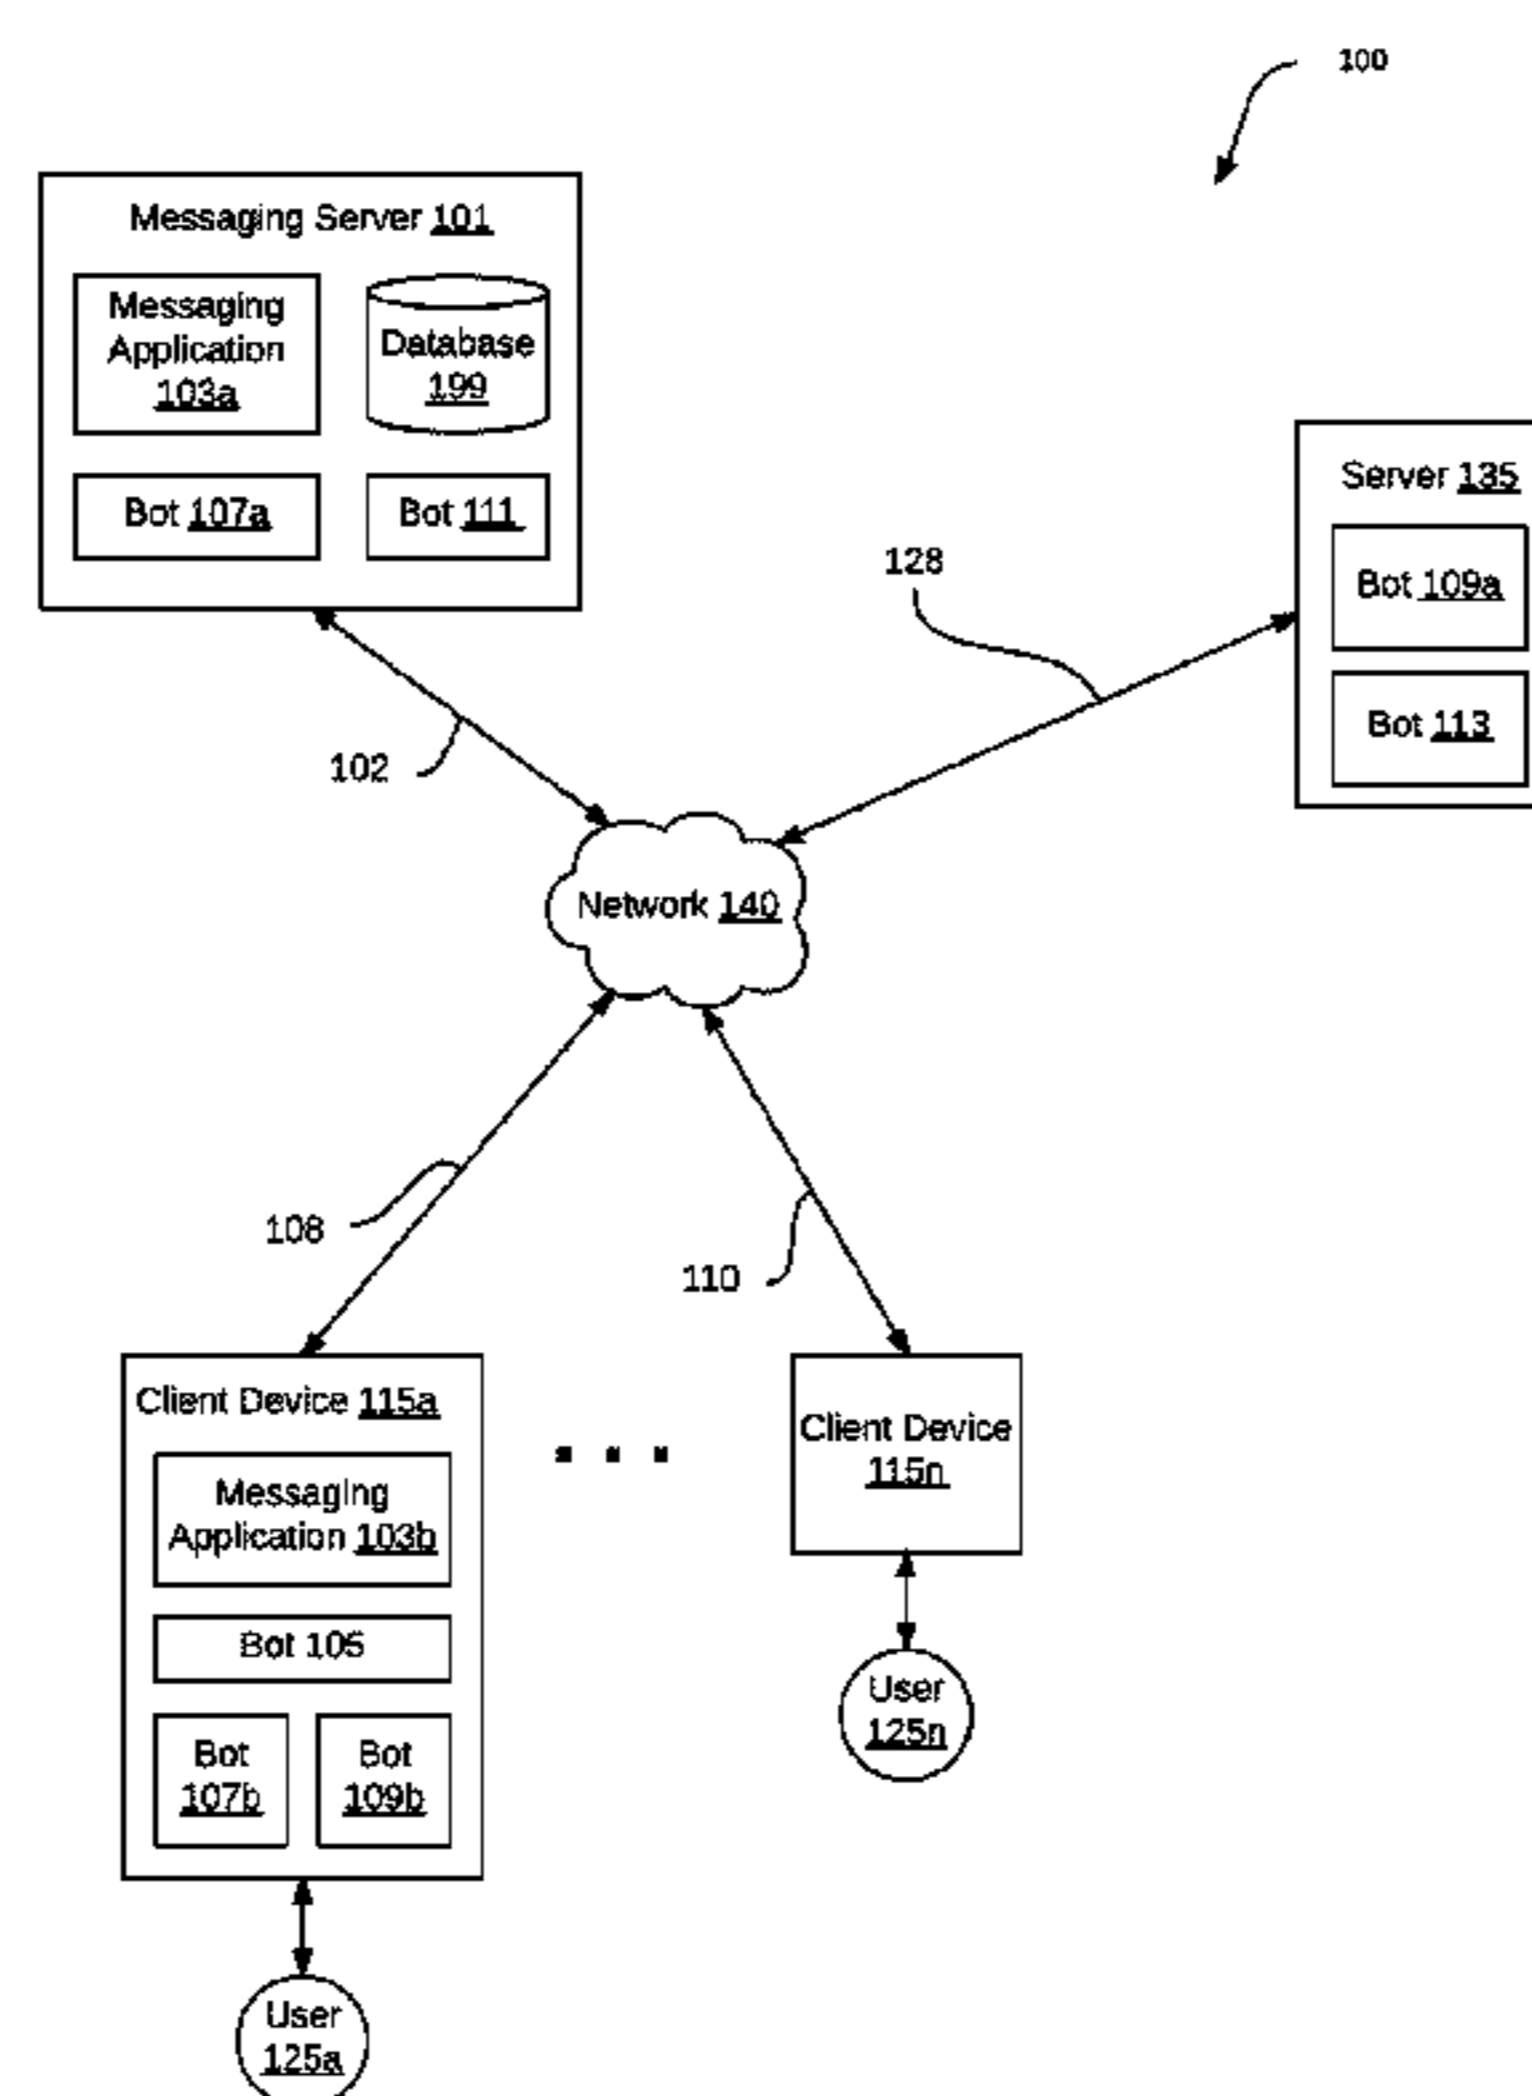 100
Messaging Server 101
Messaging
Application
103a
Database
199
Bot 107a
Bot 111
Server 135
Bot 109a
Bot 113
128
102
Network 140
108
110
Client Device 115a
Messaging
Application 103b
Bot 105
Bot
107b
Bot
109b
Client Device
115n
User
125n
User
125a